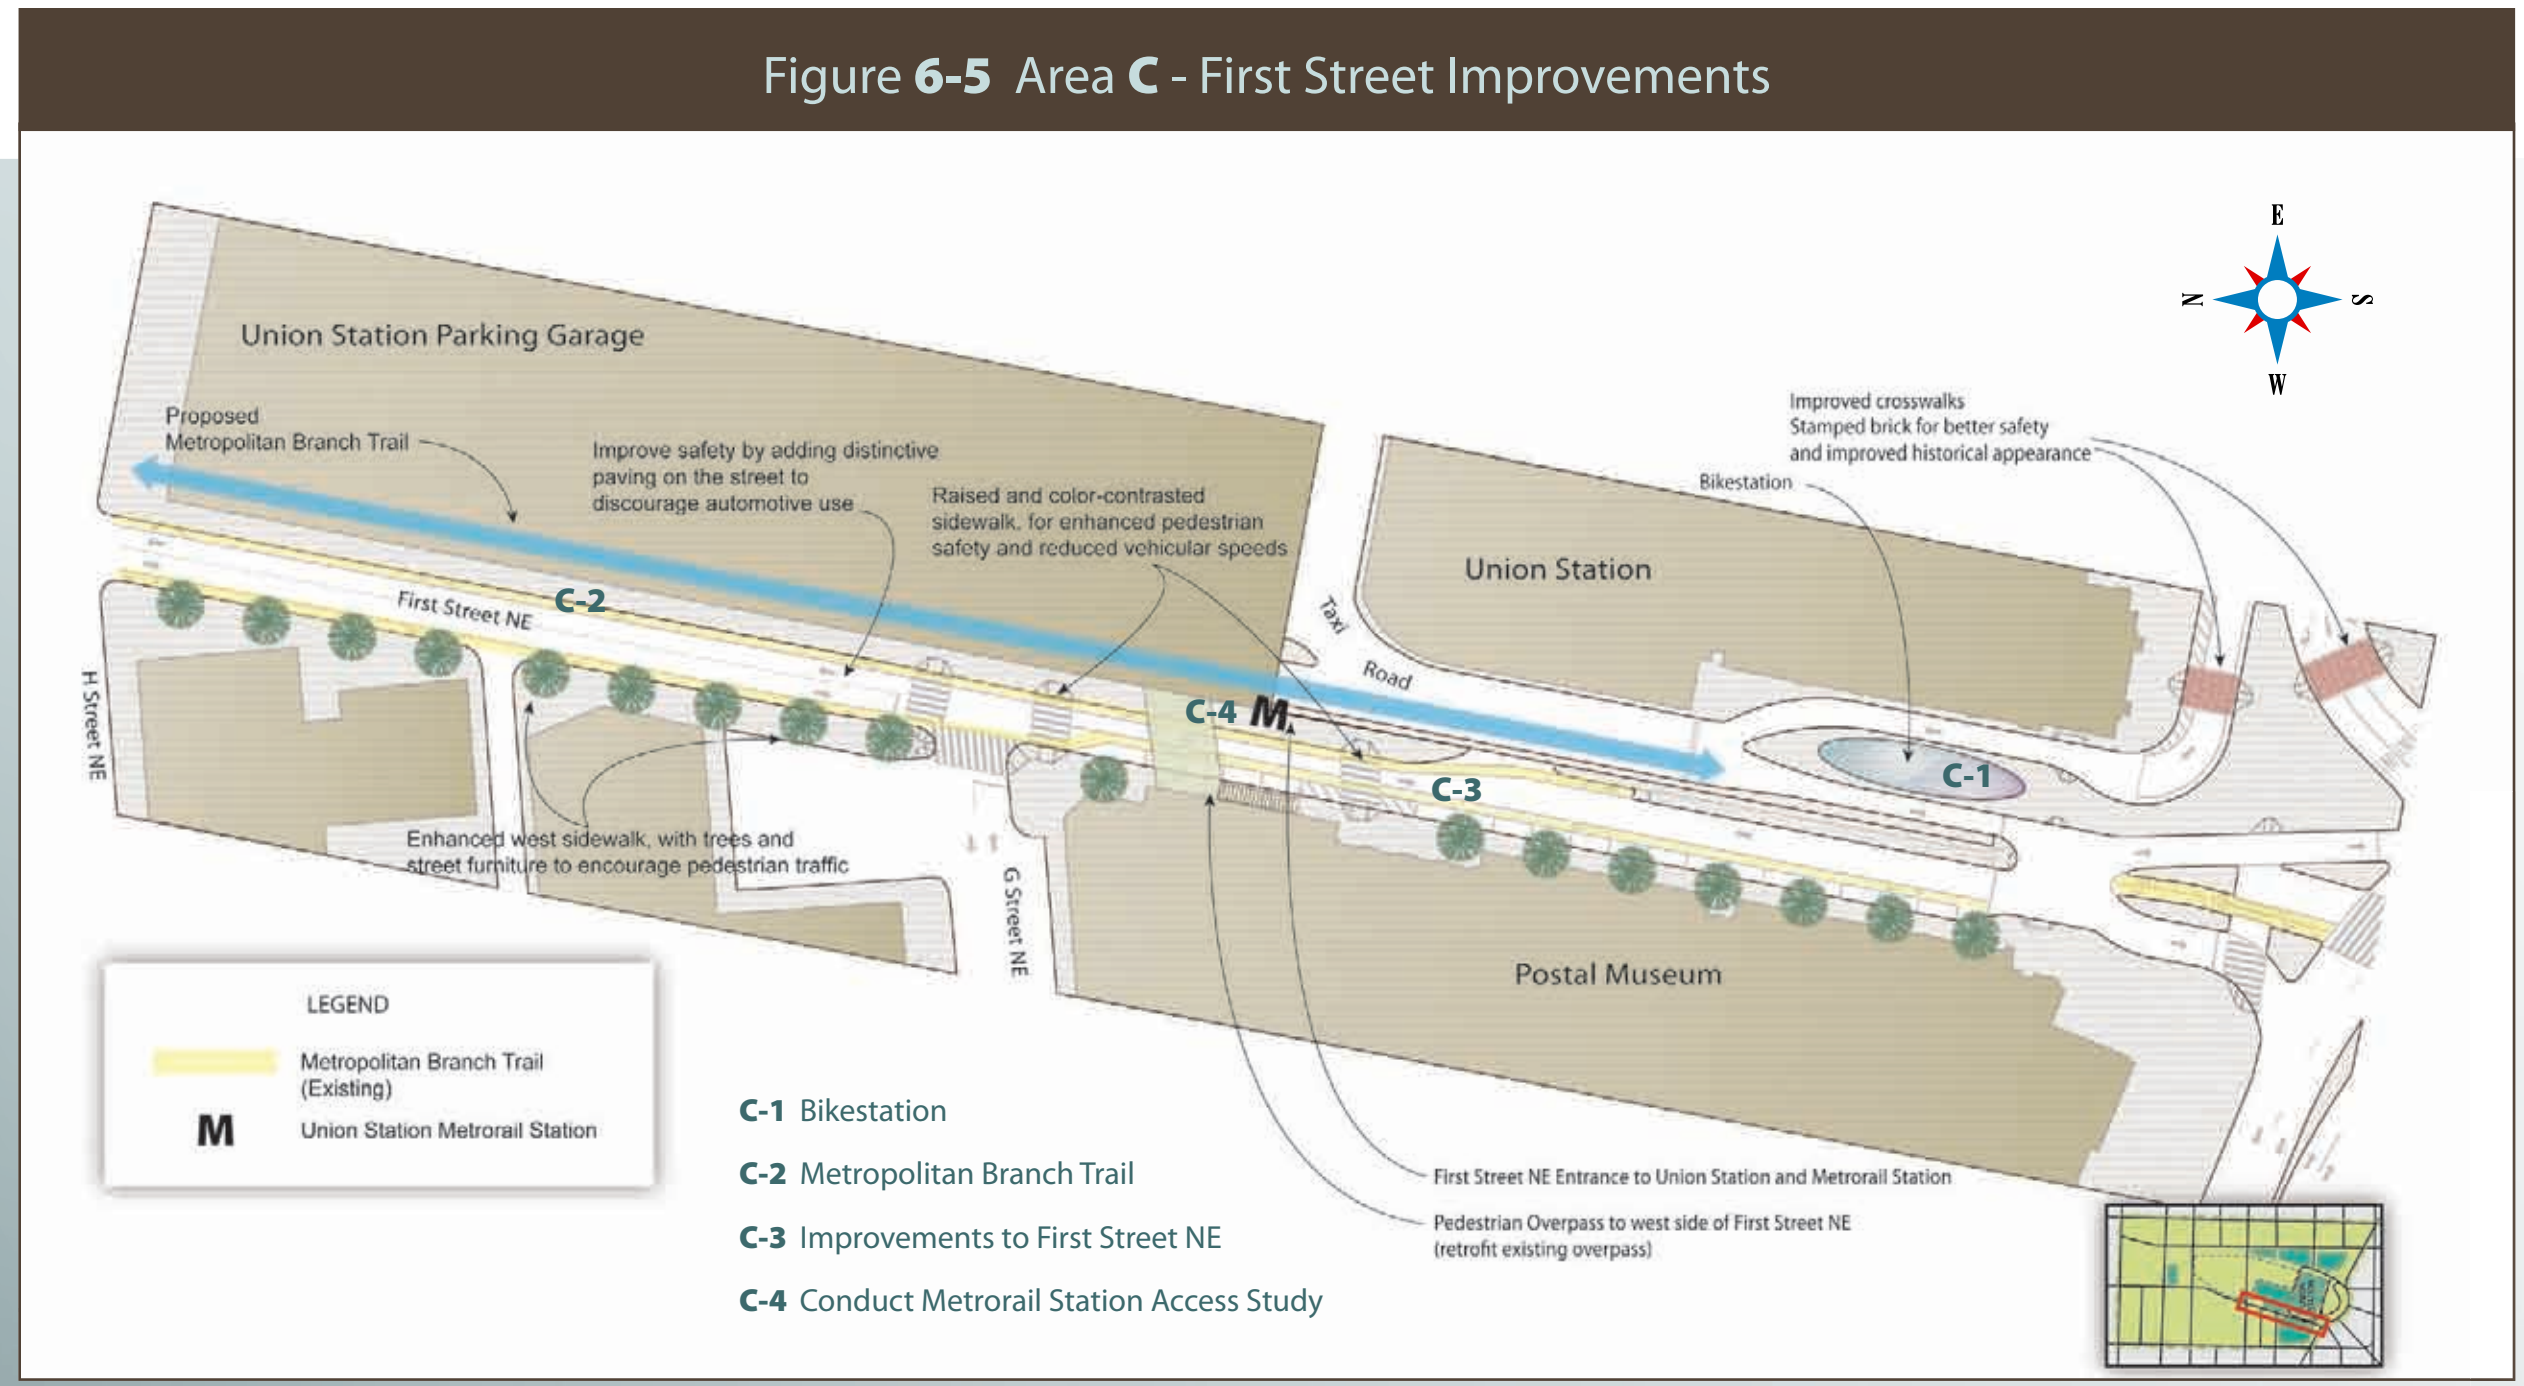 Figure 6-5 Area C - First Street Improvements
E
N
S
W
Union Station Parking Garage
Proposed
Metropolitan Branch Trail
Improve safety by adding distinctive
paving on the street to
discourage automotive use
Raised and color-contrasted
sidewalk, for enhanced pedestrian
safety and reduced vehicular speeds
Improved crosswalks
Stamped brick for better safety
and improved historical appearance
Bikestation
Union Station
Taxi
Road
First Street NE
C-2
C-4
M
C-3
C-1
H Street NE
Enhanced west sidewalk, with trees and
street furniture to encourage pedestrian traffic
G Street NE
Postal Museum
LEGEND
Metropolitan Branch Trail
(Existing)
M
Union Station Metrorail Station
C-1 Bikestation
C-2 Metropolitan Branch Trail
C-3 Improvements to First Street NE
C-4 Conduct Metrorail Station Access Study
First Street NE Entrance to Union Station and Metrorail Station
Pedestrian Overpass to west side of First Street NE
(retrofit existing overpass)